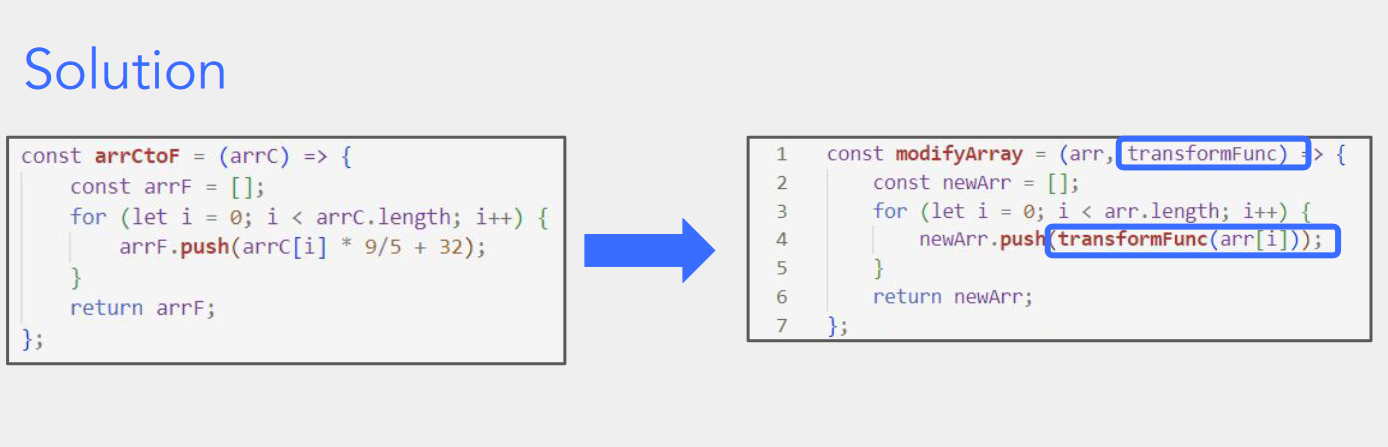 Solution
const arrCtoF = (arrC) => {
const arrF = [];
for (let i = 0; i < arrC.length; i++) {
arrF.push(arrC[i] * 9/5 + 32);
}
return arrF;
};
1 const modifyArray = (arr, transformFunc) => {
2 const newArr = [];
3 for (let i = 0; i < arr.length; i++) {
4 newArr.push(transformFunc(arr[i]));
5 }
6 return newArr;
7 };